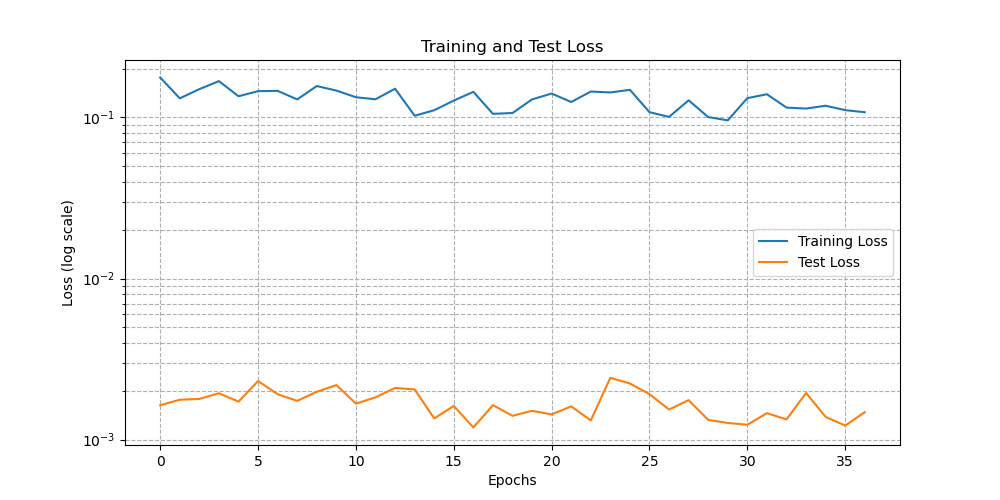 Training and Test Loss
Loss (log scale)
10⁻¹
10⁻²
10⁻³
Training Loss
Test Loss
0 5 10 15 20 25 30 35
Epochs